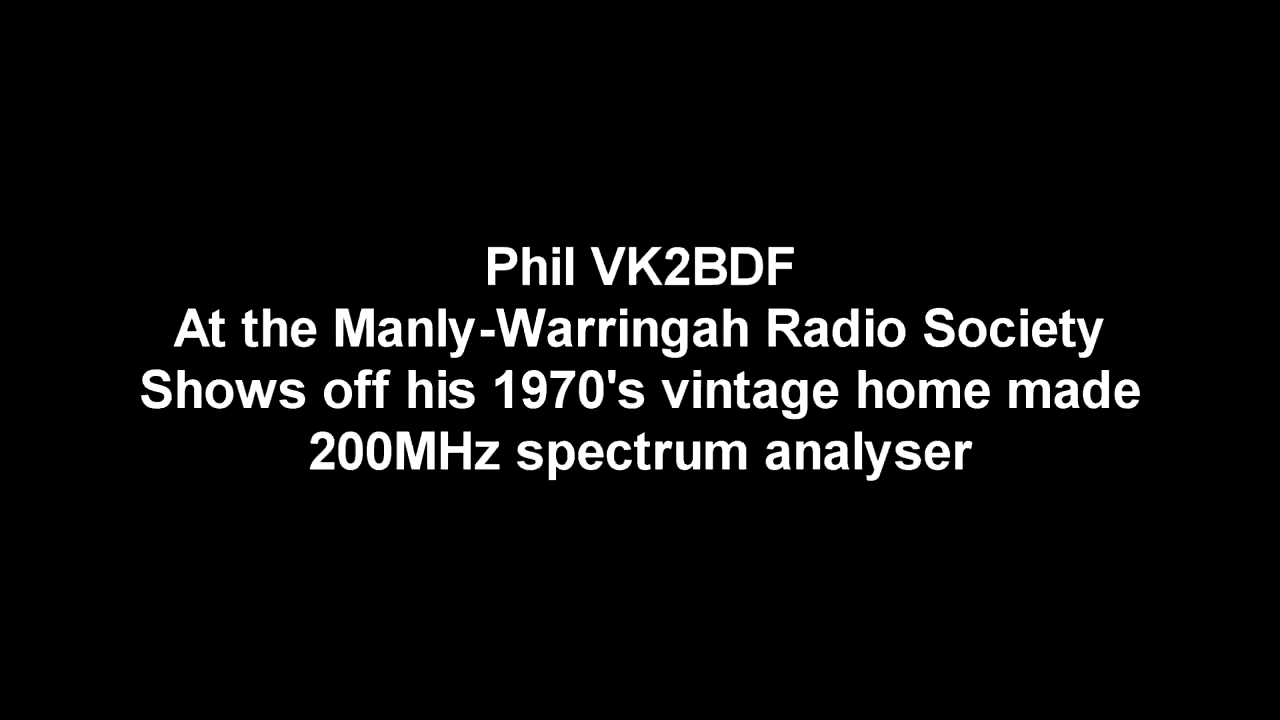 Phil VK2BDF
At the Manly-Warringah Radio Society
Shows off his 1970's vintage home made
200MHz spectrum analyser